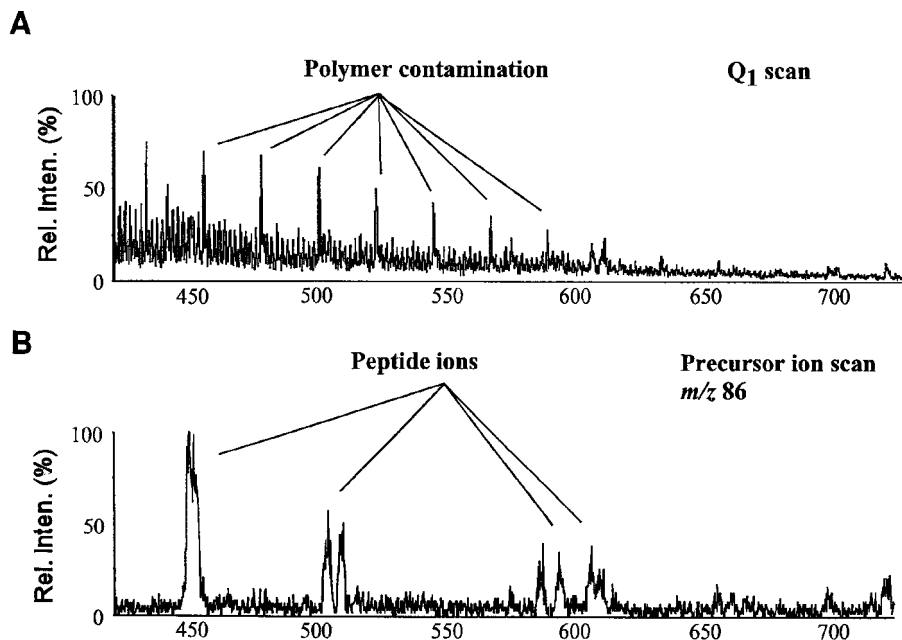 A
Polymer contamination
Q1 scan
Rel. Inten. (%)
100
50
0
450 500 550 600 650 700
B
Peptide ions
Precursor ion scan
m/z 86
Rel. Inten. (%)
100
50
0
450 500 550 600 650 700